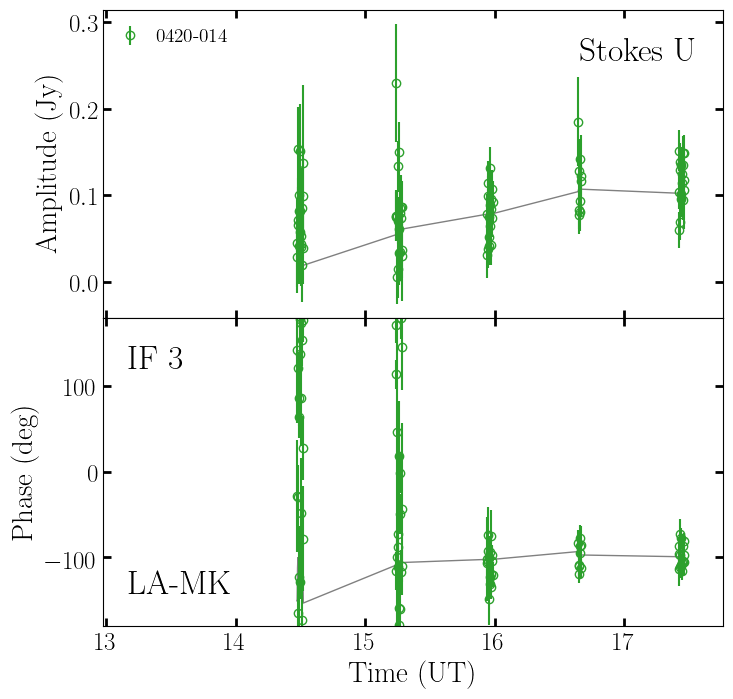 0420-014
Stokes U
0.3
0.2
0.1
0.0
Amplitude (Jy)
IF 3
100
0
−100
Phase (deg)
LA-MK
13 14 15 16 17
Time (UT)